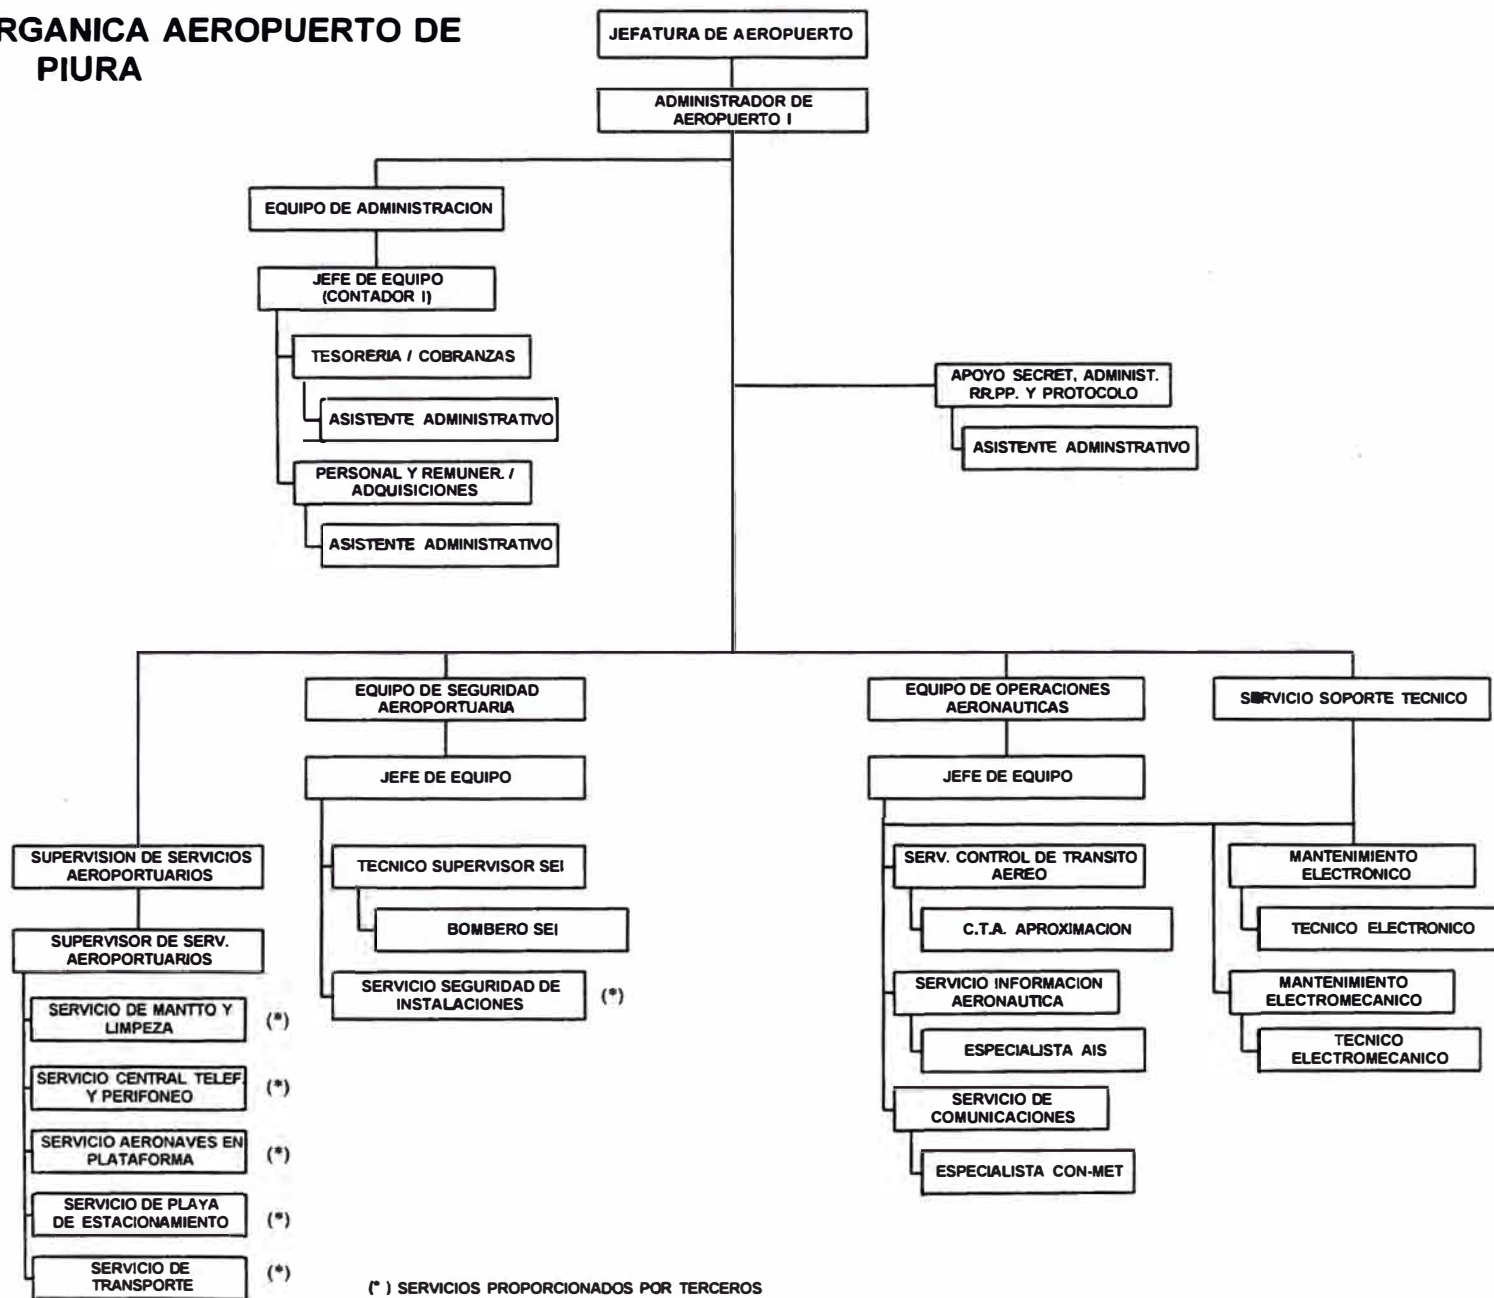 RGANICA AEROPUERTO DE
PIURA
JEFATURA DE AEROPUERTO
ADMINISTRADOR DE
AEROPUERTO I
EQUIPO DE ADMINISTRACION
JEFE DE EQUIPO
(CONTADOR I)
TESORERIA / COBRANZAS
ASISTENTE ADMINISTRATIVO
PERSONAL Y REMUNER. /
ADQUISICIONES
ASISTENTE ADMINISTRATIVO
APOYO SECRET, ADMINIST.
RR.PP. Y PROTOCOLO
ASISTENTE ADMINSTRATIVO
SUPERVISION DE SERVICIOS
AEROPORTUARIOS
SUPERVISOR DE SERV.
AEROPORTUARIOS
SERVICIO DE MANTTO Y
LIMPEZA
(*)
SERVICIO CENTRAL TELEF.
Y PERIFONEO
(*)
SERVICIO AERONAVES EN
PLATAFORMA
(*)
SERVICIO DE PLAYA
DE ESTACIONAMIENTO
(*)
SERVICIO DE
TRANSPORTE
(*)
EQUIPO DE SEGURIDAD
AEROPORTUARIA
JEFE DE EQUIPO
TECNICO SUPERVISOR SEI
BOMBERO SEI
SERVICIO SEGURIDAD DE
INSTALACIONES
(*)
EQUIPO DE OPERACIONES
AERONAUTICAS
JEFE DE EQUIPO
SERV. CONTROL DE TRANSITO
AEREO
C.T.A. APROXIMACION
SERVICIO INFORMACION
AERONAUTICA
ESPECIALISTA AIS
SERVICIO DE
COMUNICACIONES
ESPECIALISTA CON-MET
SERVICIO SOPORTE TECNICO
MANTENIMIENTO
ELECTRONICO
TECNICO ELECTRONICO
MANTENIMIENTO
ELECTROMECANICO
TECNICO
ELECTROMECANICO
(* ) SERVICIOS PROPORCIONADOS POR TERCEROS